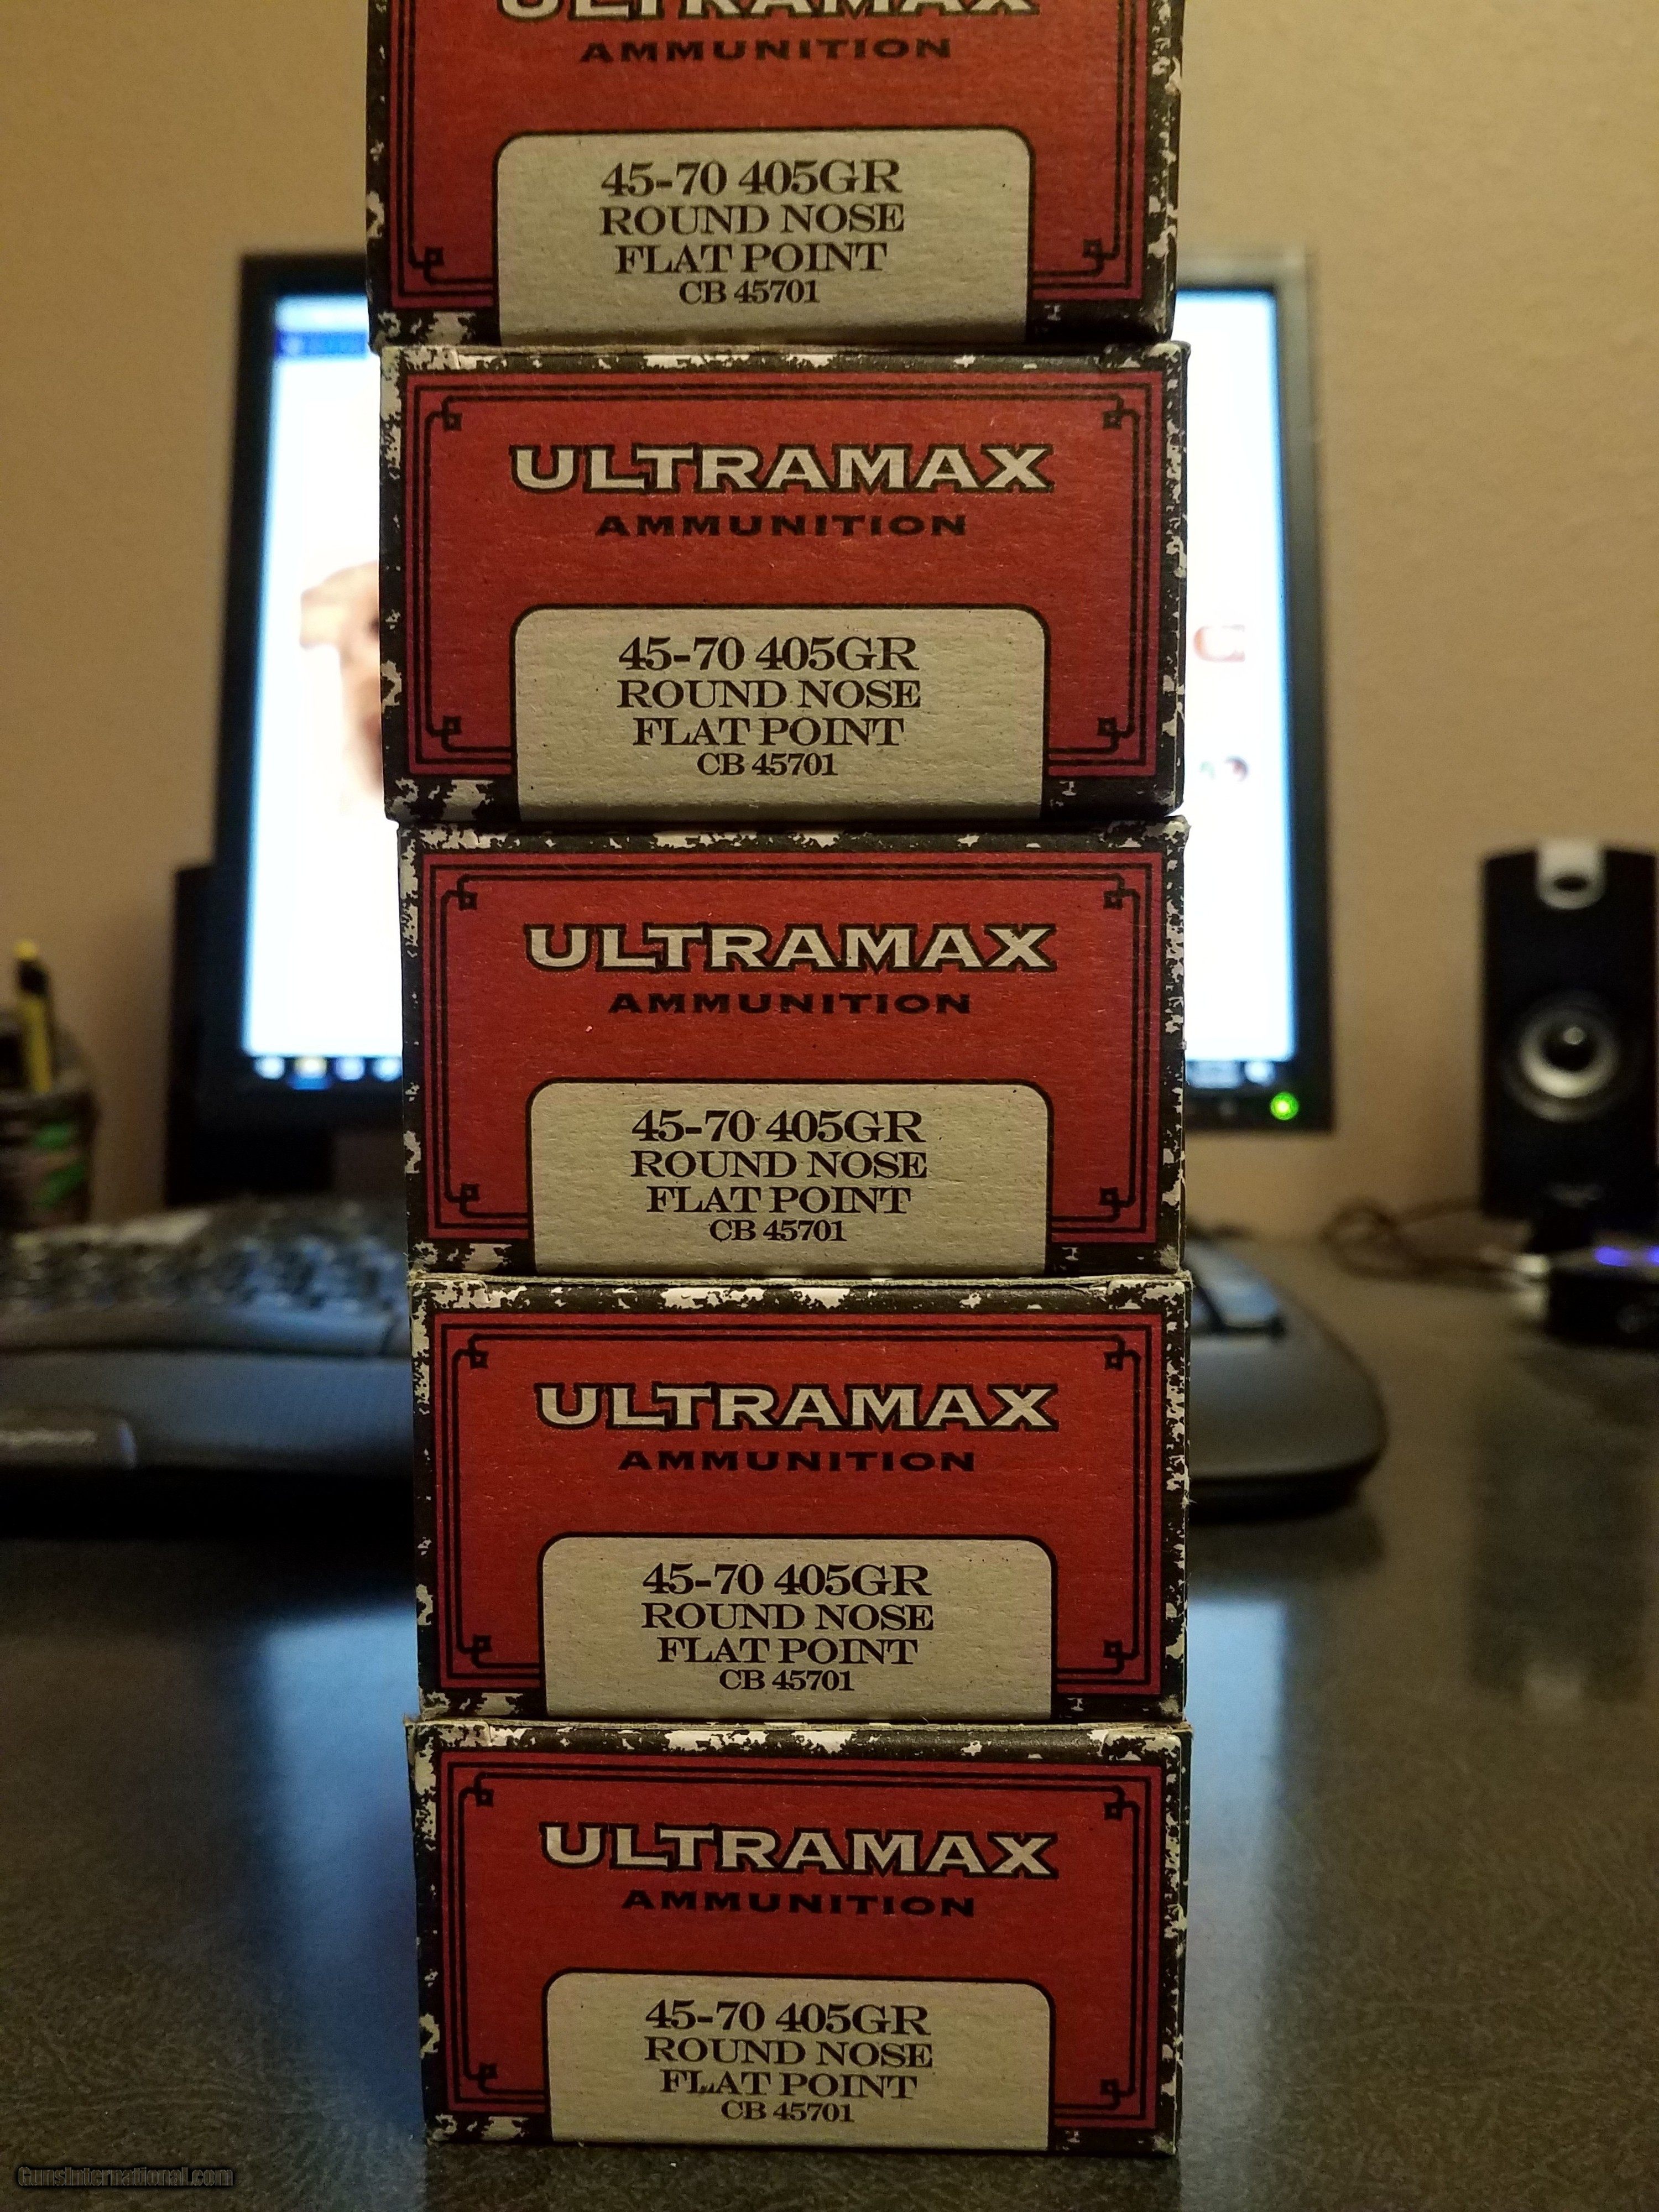 ULTRAMAX
AMMUNITION
45-70 405GR
ROUND NOSE
FLAT POINT
CB 45701
ULTRAMAX
AMMUNITION
45-70 405GR
ROUND NOSE
FLAT POINT
CB 45701
ULTRAMAX
AMMUNITION
45-70 405GR
ROUND NOSE
FLAT POINT
CB 45701
ULTRAMAX
AMMUNITION
45-70 405GR
ROUND NOSE
FLAT POINT
CB 45701
ULTRAMAX
AMMUNITION
45-70 405GR
ROUND NOSE
FLAT POINT
CB 45701
GunsInternational.com